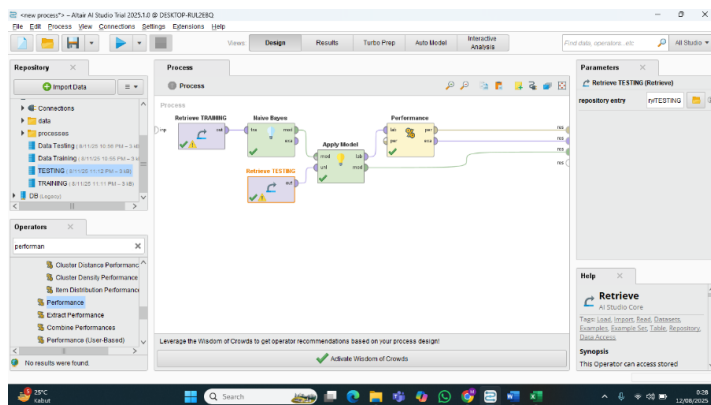 <new process*> – Altair AI Studio Trial 2025.1.0 @ DESKTOP-RUL2EBQ
File Edit Process View Connections Settings Extensions Help
Views Design Results Turbo Prep Auto Model Interactive Analysis
Find data, operators...etc All Studio
Repository
Import Data
Connections
data
processes
Data Testing
Data Training
TESTING
TRAINING
DB (Legacy)
Operators
performan
Cluster Distance Performanc
Cluster Density Performance
Item Distribution Performance
Performance
Extract Performance
Combine Performances
Performance (User-Based)
No results were found.
Process
Process
Process
Retrieve TRAINING
out
Naive Bayes
tra
mod
exa
Apply Model
mod
lab
unl
mod
Retrieve TESTING
out
Performance
lab
per
per
exa
inp
res
res
res
res
Leverage the Wisdom of Crowds to get operator recommendations based on your process design!
Activate Wisdom of Crowds
Parameters
Retrieve TESTING (Retrieve)
repository entry
ry/TESTING
Help
Retrieve
AI Studio Core
Tags: Load, Import, Read, Datasets, Examples, Example Set, Table, Repository, Data Access
Synopsis
This Operator can access stored
25°C
Kabut
Search
0:28
12/08/2025